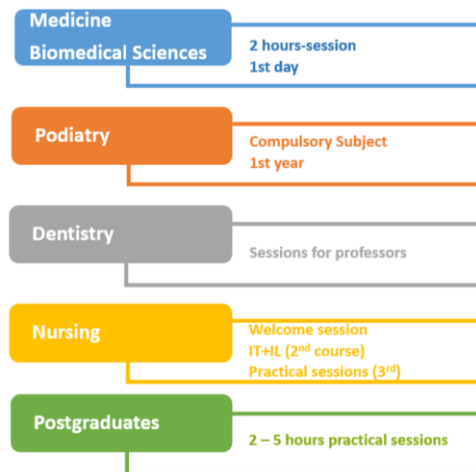 Medicine
Biomedical Sciences
2 hours-session
1st day
Podiatry
Compulsory Subject
1st year
Dentistry
Sessions for professors
Nursing
Welcome session
IT+IL (2nd course)
Practical sessions (3rd)
Postgraduates
2 – 5 hours practical sessions